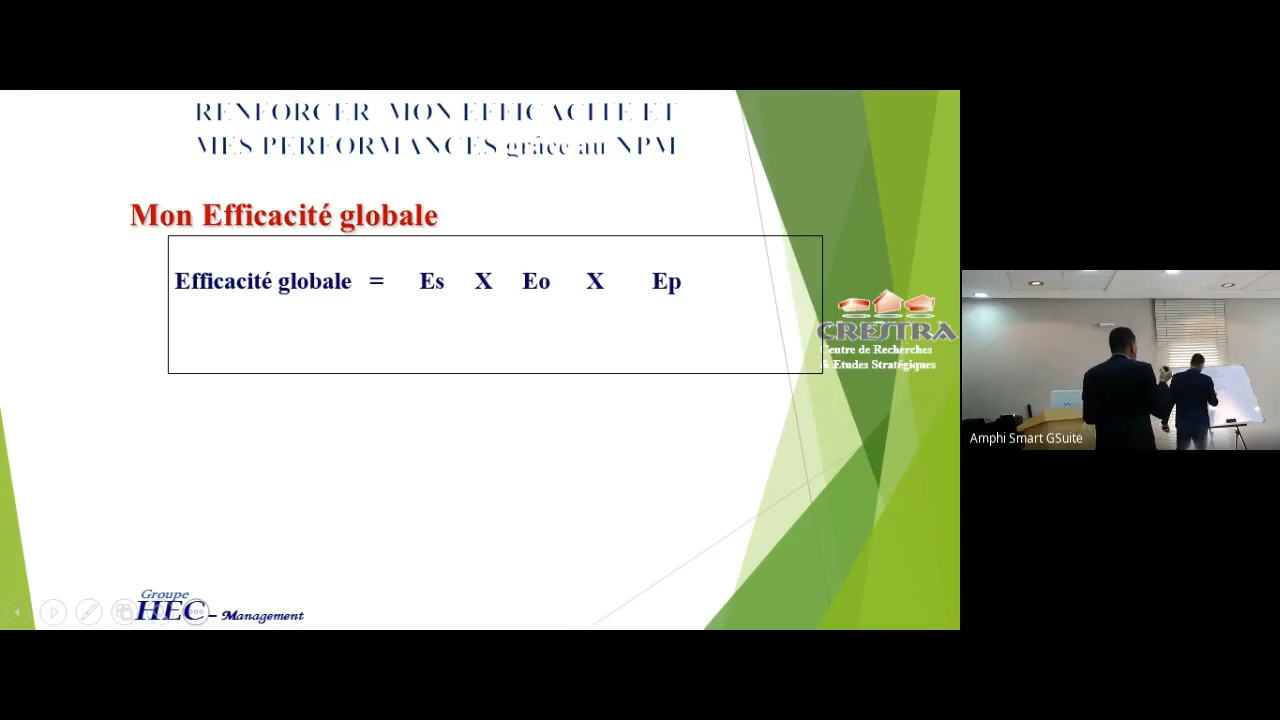 RENFORCER MON EFFICACITE ET
MES PERFORMANCES grâce au NPM
Mon Efficacité globale
Efficacité globale = Es X Eo X Ep
CRESTRA
Centre de Recherches
& Etudes Stratégiques
Groupe
HEC - Management
Amphi Smart GSuite